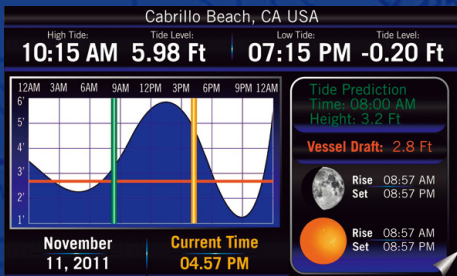 Cabrillo Beach, CA USA
High Tide: Tide Level: Low Tide: Tide Level:
10:15 AM 5.98 Ft 07:15 PM -0.20 Ft
12AM 3AM 6AM 9AM 12PM 3PM 6PM 9PM 12AM
6'
4'
3'
2'
1'
Tide Prediction
Time: 08:00 AM
Height: 3.2 Ft
Vessel Draft: 2.8 Ft
Rise 08:57 AM
Set 08:57 PM
Rise 08:57 AM
Set 08:57 PM
November
11, 2011
Current Time
04.57 PM